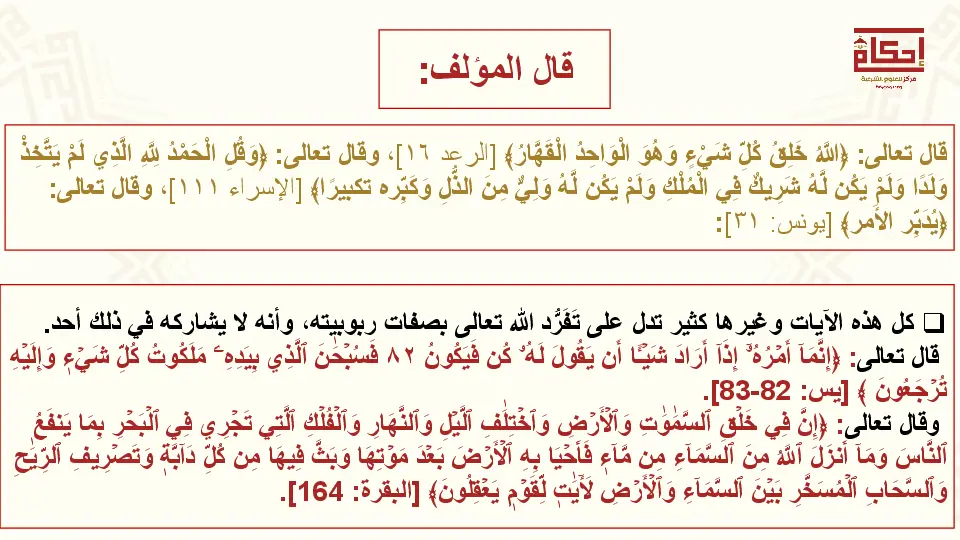 إحكام
مركز للعلوم الشرعية
قال المؤلف:
قال تعالى: ﴿اللَّهُ خَلِقُ كُلِّ شَيْءٍ وَهُوَ الْوَاحِدُ الْقَهَّارُ﴾ [الرعد ١٦]، وقال تعالى: ﴿وَقُلِ الْحَمْدُ لِلَّهِ الَّذِي لَمْ يَتَّخِذْ
وَلَدًا وَلَمْ يَكُن لَّهُ شَرِيكٌ فِي الْمُلْكِ وَلَمْ يَكُن لَّهُ وَلِيٌّ مِنَ الذُّلِّ وَكَبِّره تكبيرًا﴾ [الإسراء ١١١]، وقال تعالى:
﴿يُدَبِّر الأمر﴾ [يونس: ٣١]:
❑ كل هذه الآيات وغيرها كثير تدل على تَفَرُّد الله تعالى بصفات ربوبيته، وأنه لا يشاركه في ذلك أحد.
قال تعالى: ﴿إِنَّمَآ أَمۡرُهُۥٓ إِذَآ أَرَادَ شَيۡـًٔا أَن يَقُولَ لَهُۥ كُن فَيَكُونُ ٨٢ فَسُبۡحَٰنَ ٱلَّذِي بِيَدِهِۦ مَلَكُوتُ كُلِّ شَيۡءٖ وَإِلَيۡهِ
تُرۡجَعُونَ ﴾ [يس: 82-83].
وقال تعالى: ﴿إِنَّ فِي خَلۡقِ ٱلسَّمَٰوَٰتِ وَٱلۡأَرۡضِ وَٱخۡتِلَٰفِ ٱلَّيۡلِ وَٱلنَّهَارِ وَٱلۡفُلۡكِ ٱلَّتِي تَجۡرِي فِي ٱلۡبَحۡرِ بِمَا يَنفَعُ
ٱلنَّاسَ وَمَآ أَنزَلَ ٱللَّهُ مِنَ ٱلسَّمَآءِ مِن مَّآءٖ فَأَحۡيَا بِهِ ٱلۡأَرۡضَ بَعۡدَ مَوۡتِهَا وَبَثَّ فِيهَا مِن كُلِّ دَآبَّةٖ وَتَصۡرِيفِ ٱلرِّيَٰحِ
وَٱلسَّحَابِ ٱلۡمُسَخَّرِ بَيۡنَ ٱلسَّمَآءِ وَٱلۡأَرۡضِ لَأٓيَٰتٖ لِّقَوۡمٖ يَعۡقِلُونَ﴾ [البقرة: 164].